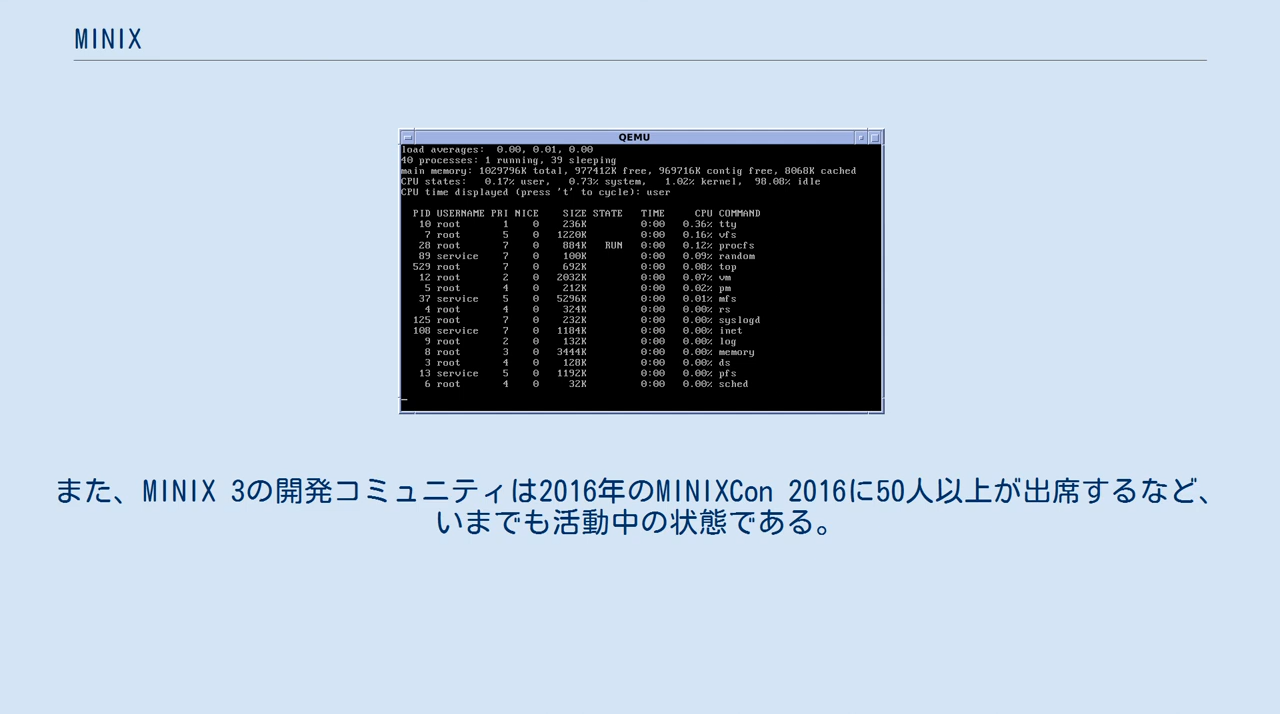 MINIX
QEMU
load averages:  0.00, 0.01, 0.00
40 processes: 1 running, 39 sleeping
main memory: 1029796K total, 977412K free, 969716K contig free, 8068K cached
CPU states:   0.17% user,   0.73% system,   1.02% kernel,  98.08% idle
CPU time displayed (press 't' to cycle): user
PID USERNAME PRI NICE    SIZE STATE   TIME     CPU COMMAND
10 root       1    0    236K         0:00   0.36% tty
7 root       5    0   1220K         0:00   0.16% vfs
28 root       7    0    884K   RUN   0:00   0.12% procfs
89 service    7    0    100K         0:00   0.09% random
529 root       7    0    692K         0:00   0.08% top
12 root       2    0   2032K         0:00   0.07% vm
5 root       4    0    212K         0:00   0.02% pm
37 service    5    0   5296K         0:00   0.01% mfs
4 root       4    0    324K         0:00   0.00% rs
125 root       7    0    232K         0:00   0.00% syslogd
108 service    7    0   1184K         0:00   0.00% inet
9 root       2    0    132K         0:00   0.00% log
8 root       3    0   3444K         0:00   0.00% memory
3 root       4    0    128K         0:00   0.00% ds
13 service    5    0   1192K         0:00   0.00% pfs
6 root       4    0     32K         0:00   0.00% sched
また、MINIX 3の開発コミュニティは2016年のMINIXCon 2016に50人以上が出席するなど、
いまでも活動中の状態である。